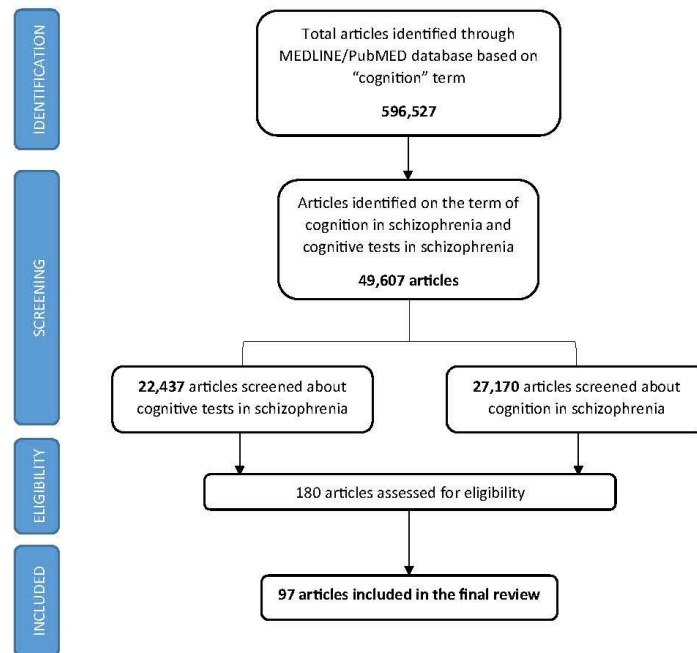 IDENTIFICATION
Total articles identified through
MEDLINE/PubMED database based on
“cognition” term
596,527
SCREENING
Articles identified on the term of
cognition in schizophrenia and
cognitive tests in schizophrenia
49,607 articles
22,437 articles screened about
cognitive tests in schizophrenia
27,170 articles screened about
cognition in schizophrenia
ELIGIBILITY
180 articles assessed for eligibility
INCLUDED
97 articles included in the final review